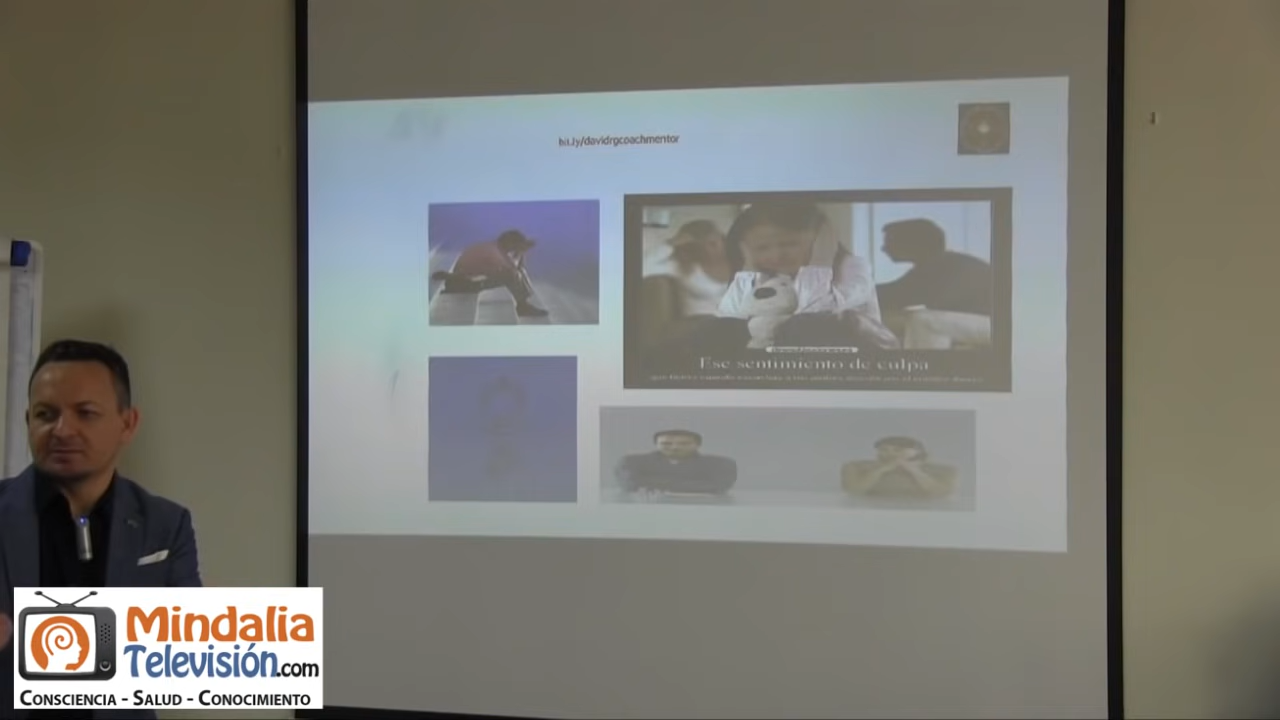 bit.ly/davidrgcoachmentor
Ese sentimiento de culpa
Mindalia
Televisión.com
CONSCIENCIA - SALUD - CONOCIMIENTO